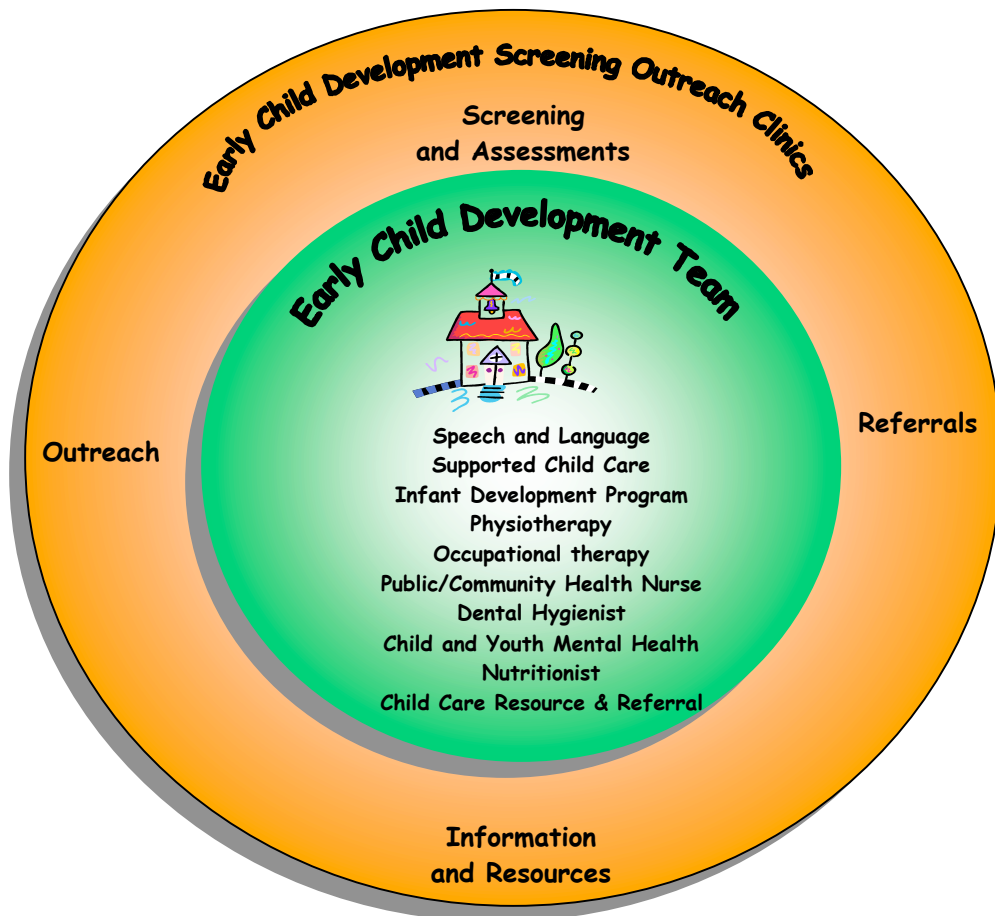 Early Child Development Screening Outreach Clinics
Screening
and Assessments
Early Child Development Team
Outreach
Referrals
Speech and Language
Supported Child Care
Infant Development Program
Physiotherapy
Occupational therapy
Public/Community Health Nurse
Dental Hygienist
Child and Youth Mental Health
Nutritionist
Child Care Resource & Referral
Information
and Resources